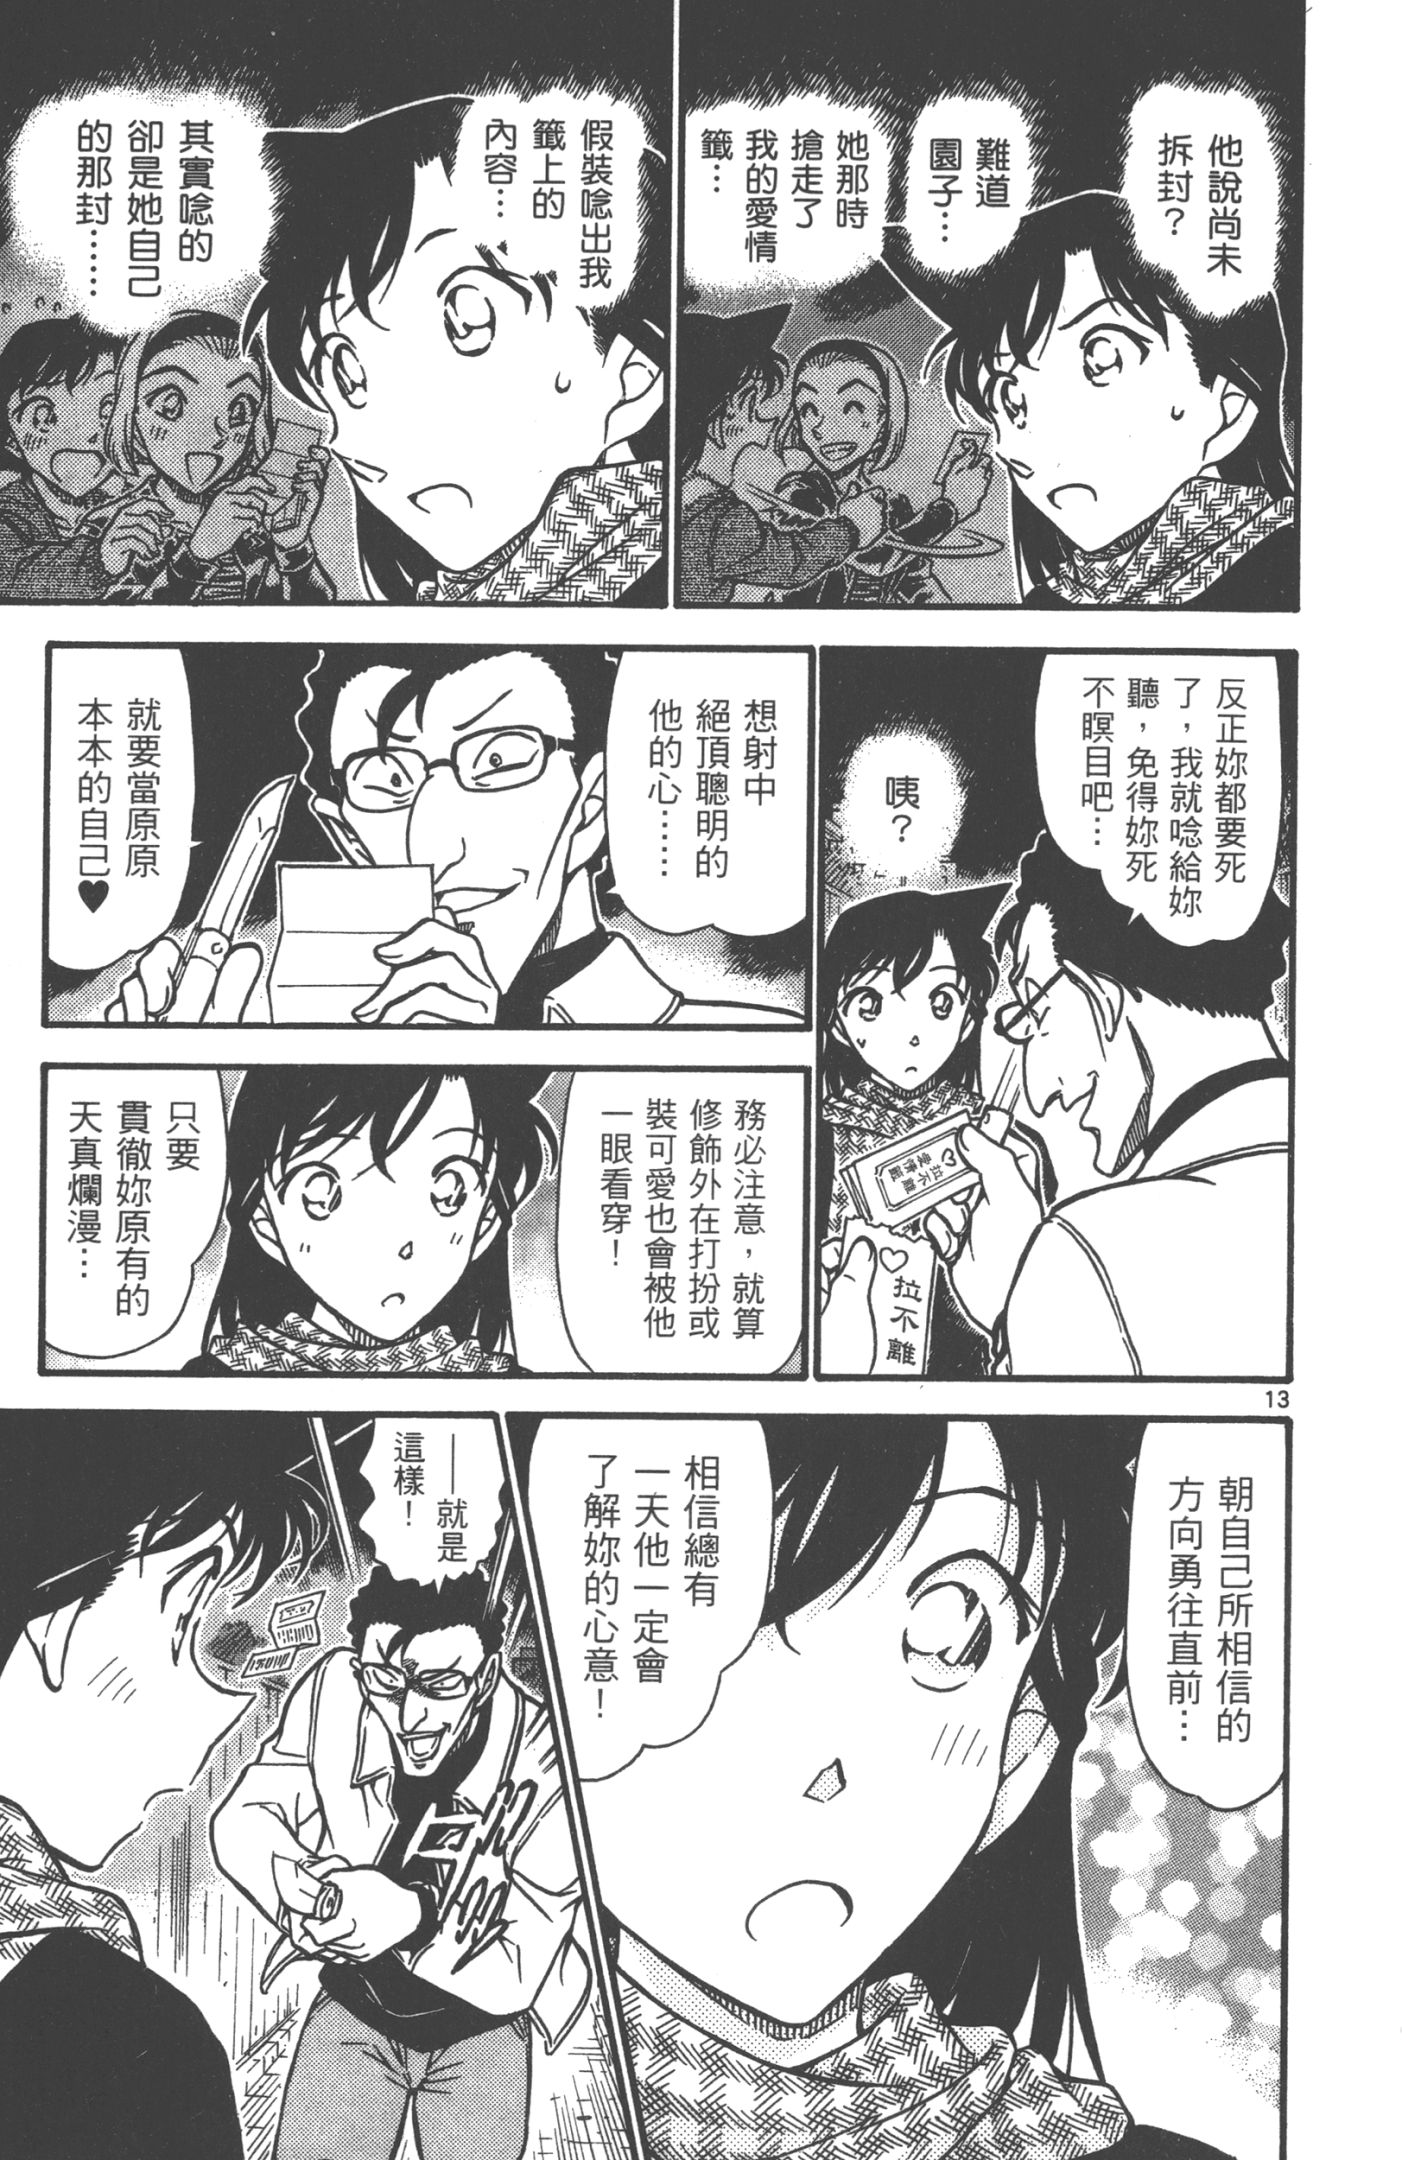 他說尚未
拆封？
難道
園子…
她那時
搶走了
我的愛情
籤…
假裝唸出我
籤上的
內容…
其實唸的
卻是她自己
的那封……
反正妳都要死
了，我就唸給妳
聽，免得妳死
不瞑目吧…
咦？
拉不離
愛情籤
拉不離
想射中
絕頂聰明的
他的心……
就要當原原
本本的自己♥
務必注意，就算
修飾外在打扮或
裝可愛也會被他
一眼看穿！
只要
貫徹妳原有的
天真爛漫…
13
朝自己所相信的
方向勇往直前…
相信總有
一天他一定會
了解妳的心意！
——就是
這樣！